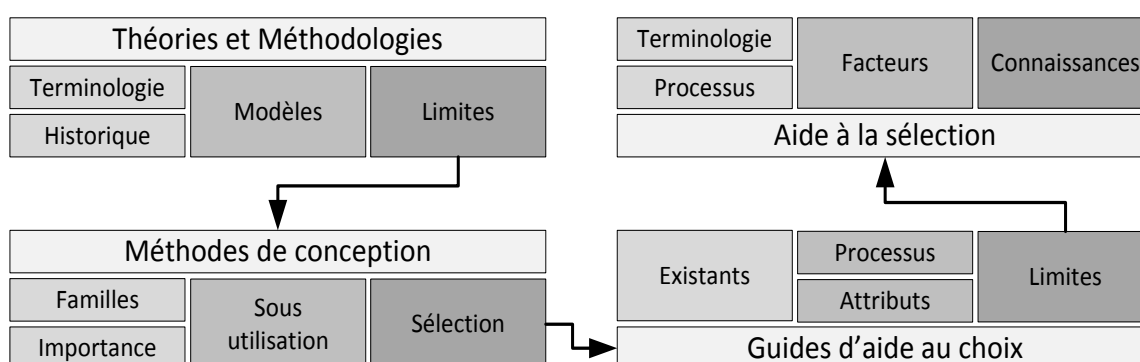 Théories et Méthodologies
Terminologie
Historique
Modèles
Limites
Méthodes de conception
Familles
Importance
Sous
utilisation
Sélection
Terminologie
Processus
Facteurs
Connaissances
Aide à la sélection
Existants
Processus
Attributs
Limites
Guides d'aide au choix